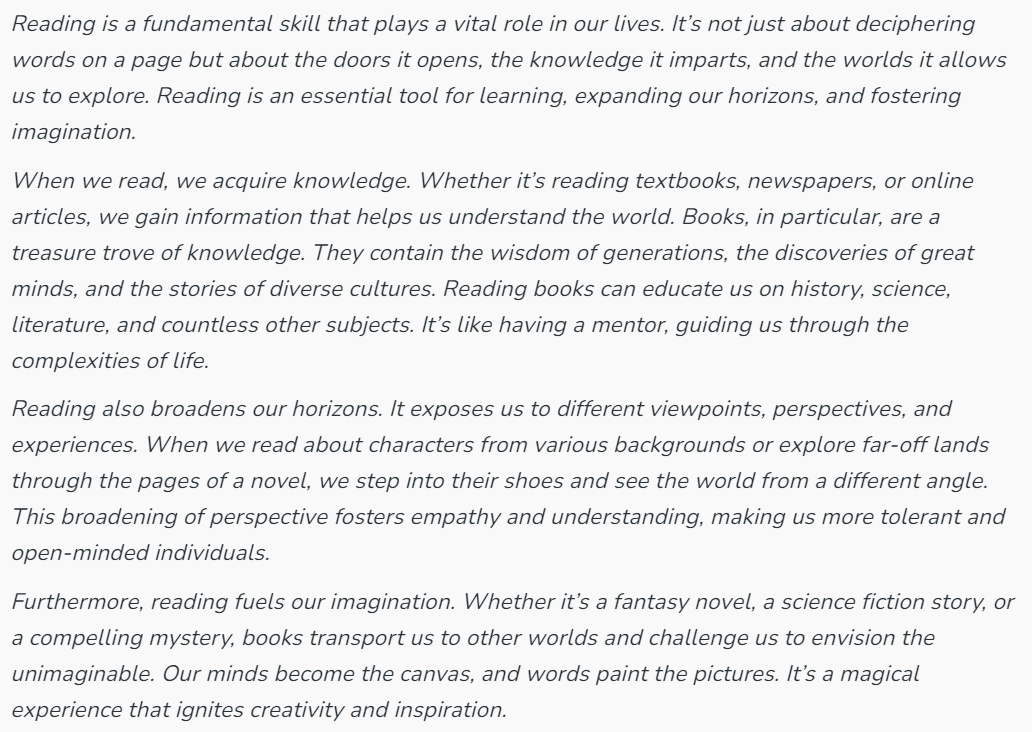 Reading is a fundamental skill that plays a vital role in our lives. It’s not just about deciphering
words on a page but about the doors it opens, the knowledge it imparts, and the worlds it allows
us to explore. Reading is an essential tool for learning, expanding our horizons, and fostering
imagination.
When we read, we acquire knowledge. Whether it’s reading textbooks, newspapers, or online
articles, we gain information that helps us understand the world. Books, in particular, are a
treasure trove of knowledge. They contain the wisdom of generations, the discoveries of great
minds, and the stories of diverse cultures. Reading books can educate us on history, science,
literature, and countless other subjects. It’s like having a mentor, guiding us through the
complexities of life.
Reading also broadens our horizons. It exposes us to different viewpoints, perspectives, and
experiences. When we read about characters from various backgrounds or explore far-off lands
through the pages of a novel, we step into their shoes and see the world from a different angle.
This broadening of perspective fosters empathy and understanding, making us more tolerant and
open-minded individuals.
Furthermore, reading fuels our imagination. Whether it’s a fantasy novel, a science fiction story, or
a compelling mystery, books transport us to other worlds and challenge us to envision the
unimaginable. Our minds become the canvas, and words paint the pictures. It’s a magical
experience that ignites creativity and inspiration.